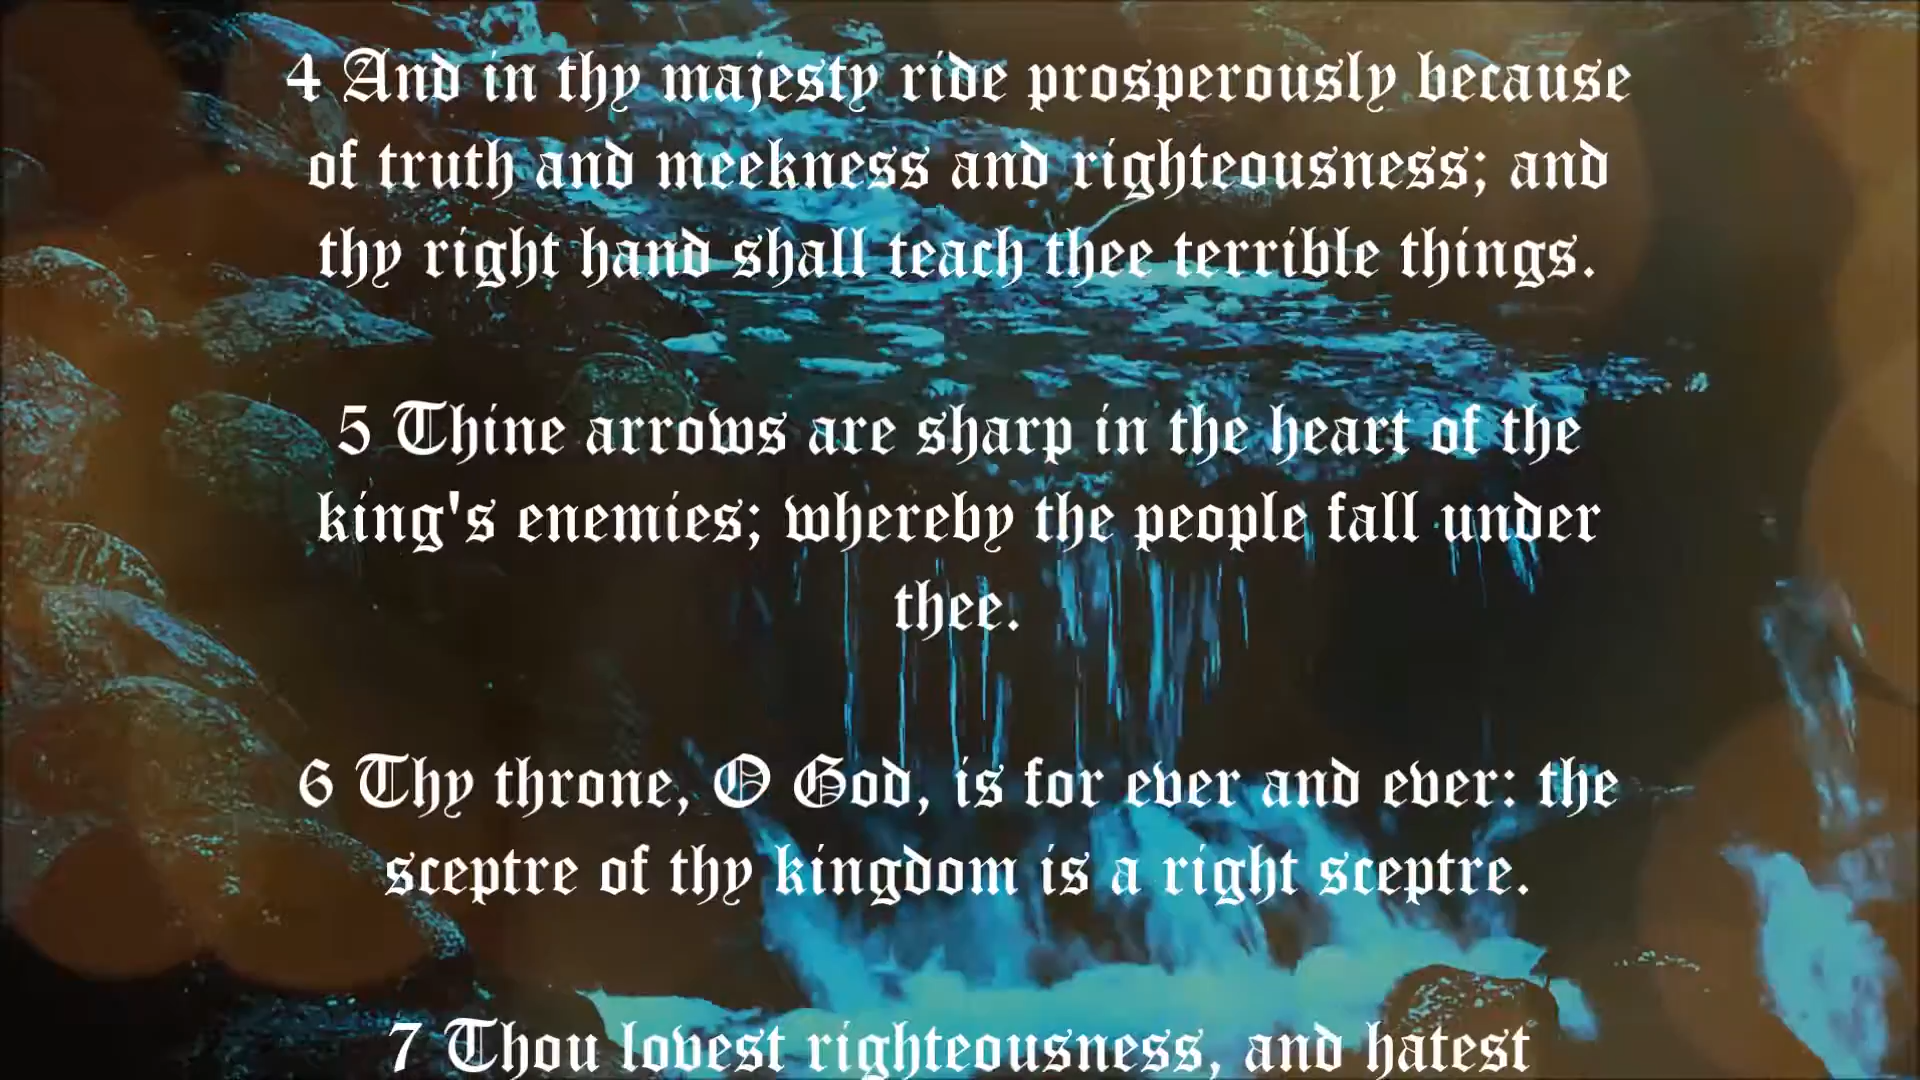 4 And in thy majesty ride prosperously because
of truth and meekness and righteousness; and
thy right hand shall teach thee terrible things.
5 Thine arrows are sharp in the heart of the
king's enemies; whereby the people fall under
thee.
6 Thy throne, O God, is for ever and ever: the
sceptre of thy kingdom is a right sceptre.
7 Thou lovest righteousness, and hatest